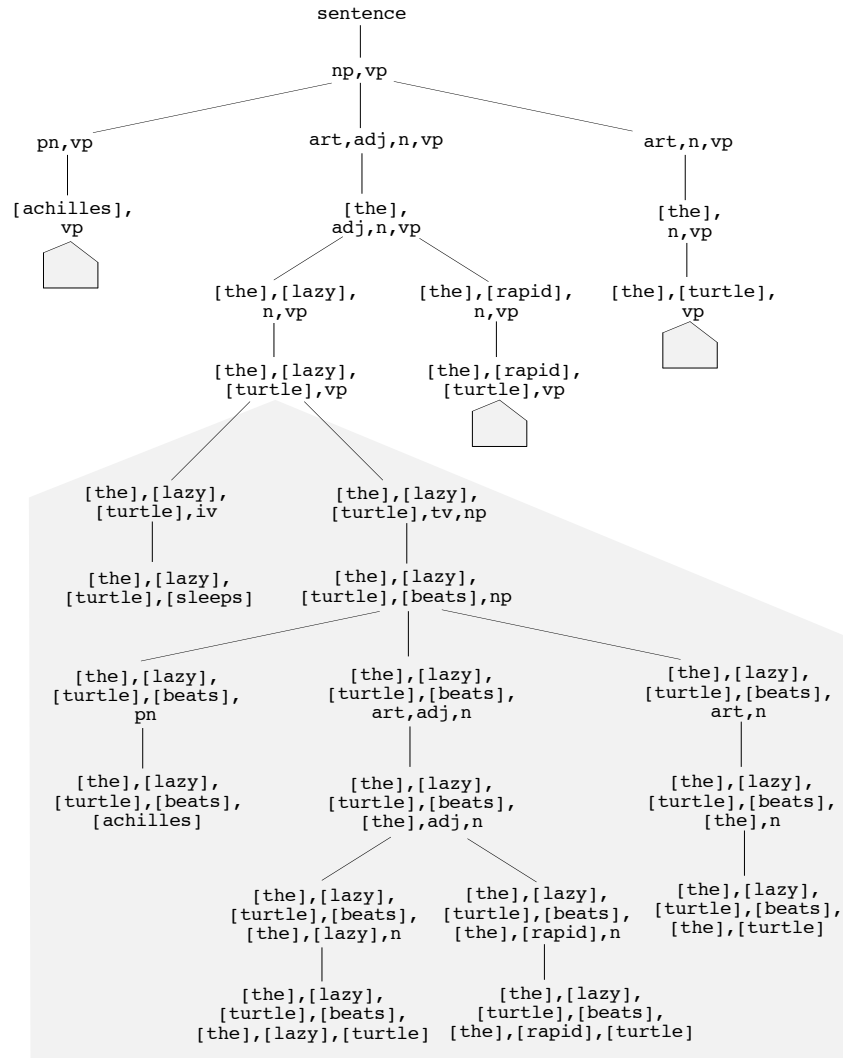 sentence
np,vp
pn,vp
art,adj,n,vp
art,n,vp
[achilles],
vp
[the],
adj,n,vp
[the],
n,vp
[the],[lazy],
n,vp
[the],[rapid],
n,vp
[the],[turtle],
vp
[the],[lazy],
[turtle],vp
[the],[rapid],
[turtle],vp
[the],[lazy],
[turtle],iv
[the],[lazy],
[turtle],tv,np
[the],[lazy],
[turtle],[sleeps]
[the],[lazy],
[turtle],[beats],np
[the],[lazy],
[turtle],[beats],
pn
[the],[lazy],
[turtle],[beats],
art,adj,n
[the],[lazy],
[turtle],[beats],
art,n
[the],[lazy],
[turtle],[beats],
[achilles]
[the],[lazy],
[turtle],[beats],
[the],adj,n
[the],[lazy],
[turtle],[beats],
[the],n
[the],[lazy],
[turtle],[beats],
[the],[lazy],n
[the],[lazy],
[turtle],[beats],
[the],[rapid],n
[the],[lazy],
[turtle],[beats],
[the],[turtle]
[the],[lazy],
[turtle],[beats],
[the],[lazy],[turtle]
[the],[lazy],
[turtle],[beats],
[the],[rapid],[turtle]